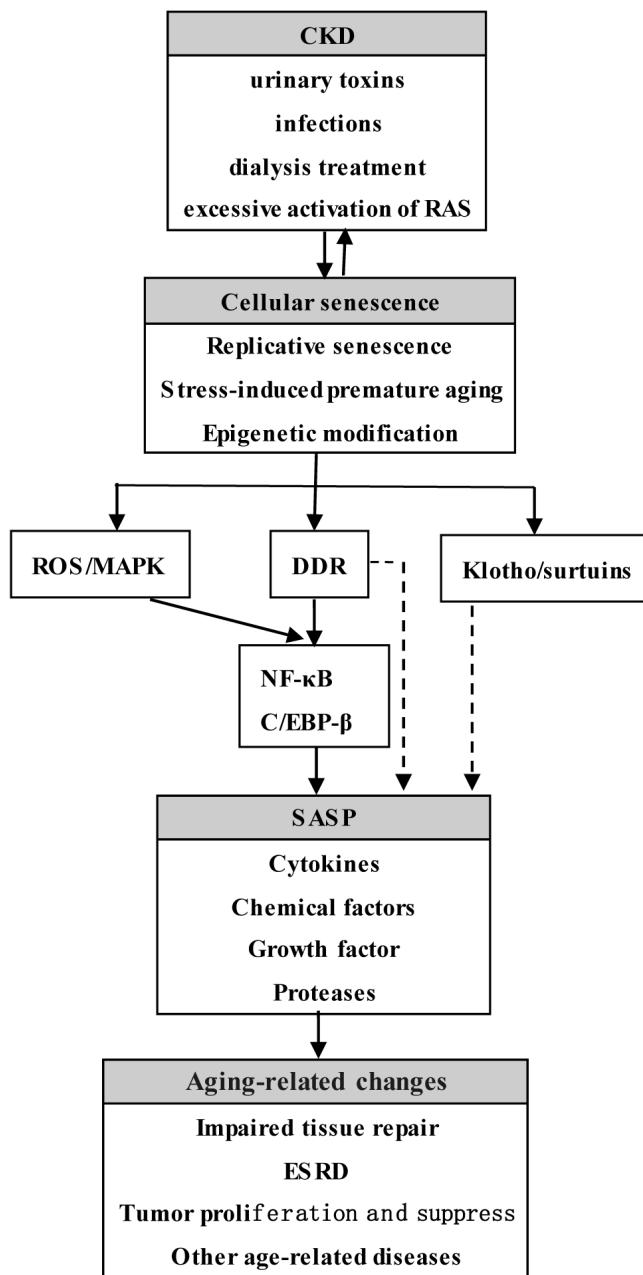 CKD
urinary toxins
infections
dialysis treatment
excessive activation of RAS
Cellular senescence
Replicative senescence
Stress-induced premature aging
Epigenetic modification
ROS/MAPK
DDR
Klotho/surtuins
NF-κB
C/EBP-β
SASP
Cytokines
Chemical factors
Growth factor
Proteases
Aging-related changes
Impaired tissue repair
ESRD
Tumor proliferation and suppress
Other age-related diseases